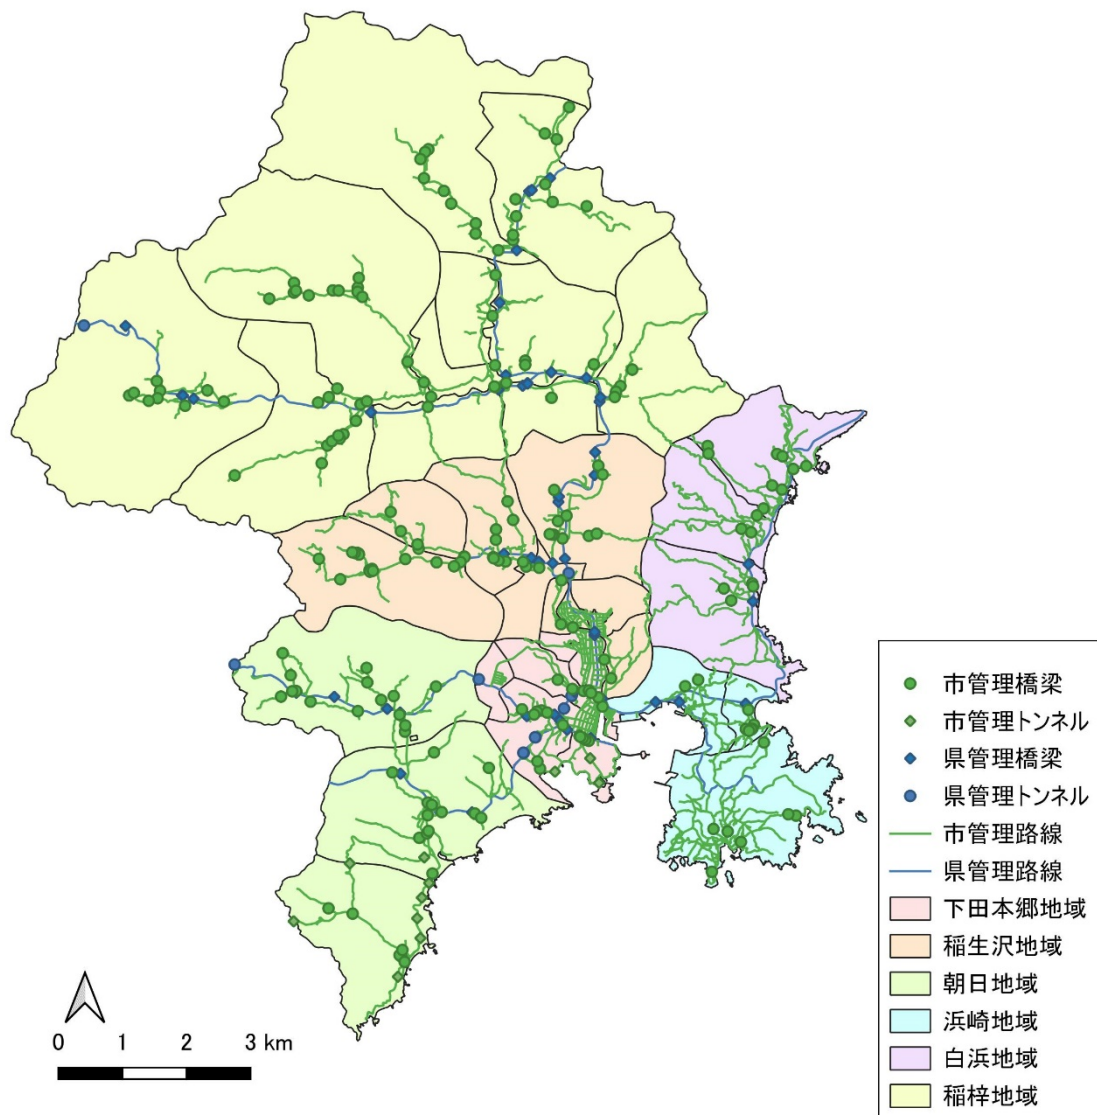 市管理橋梁
市管理トンネル
県管理橋梁
県管理トンネル
市管理路線
県管理路線
下田本郷地域
稲生沢地域
朝日地域
浜崎地域
白浜地域
稲梓地域
0 1 2 3 km